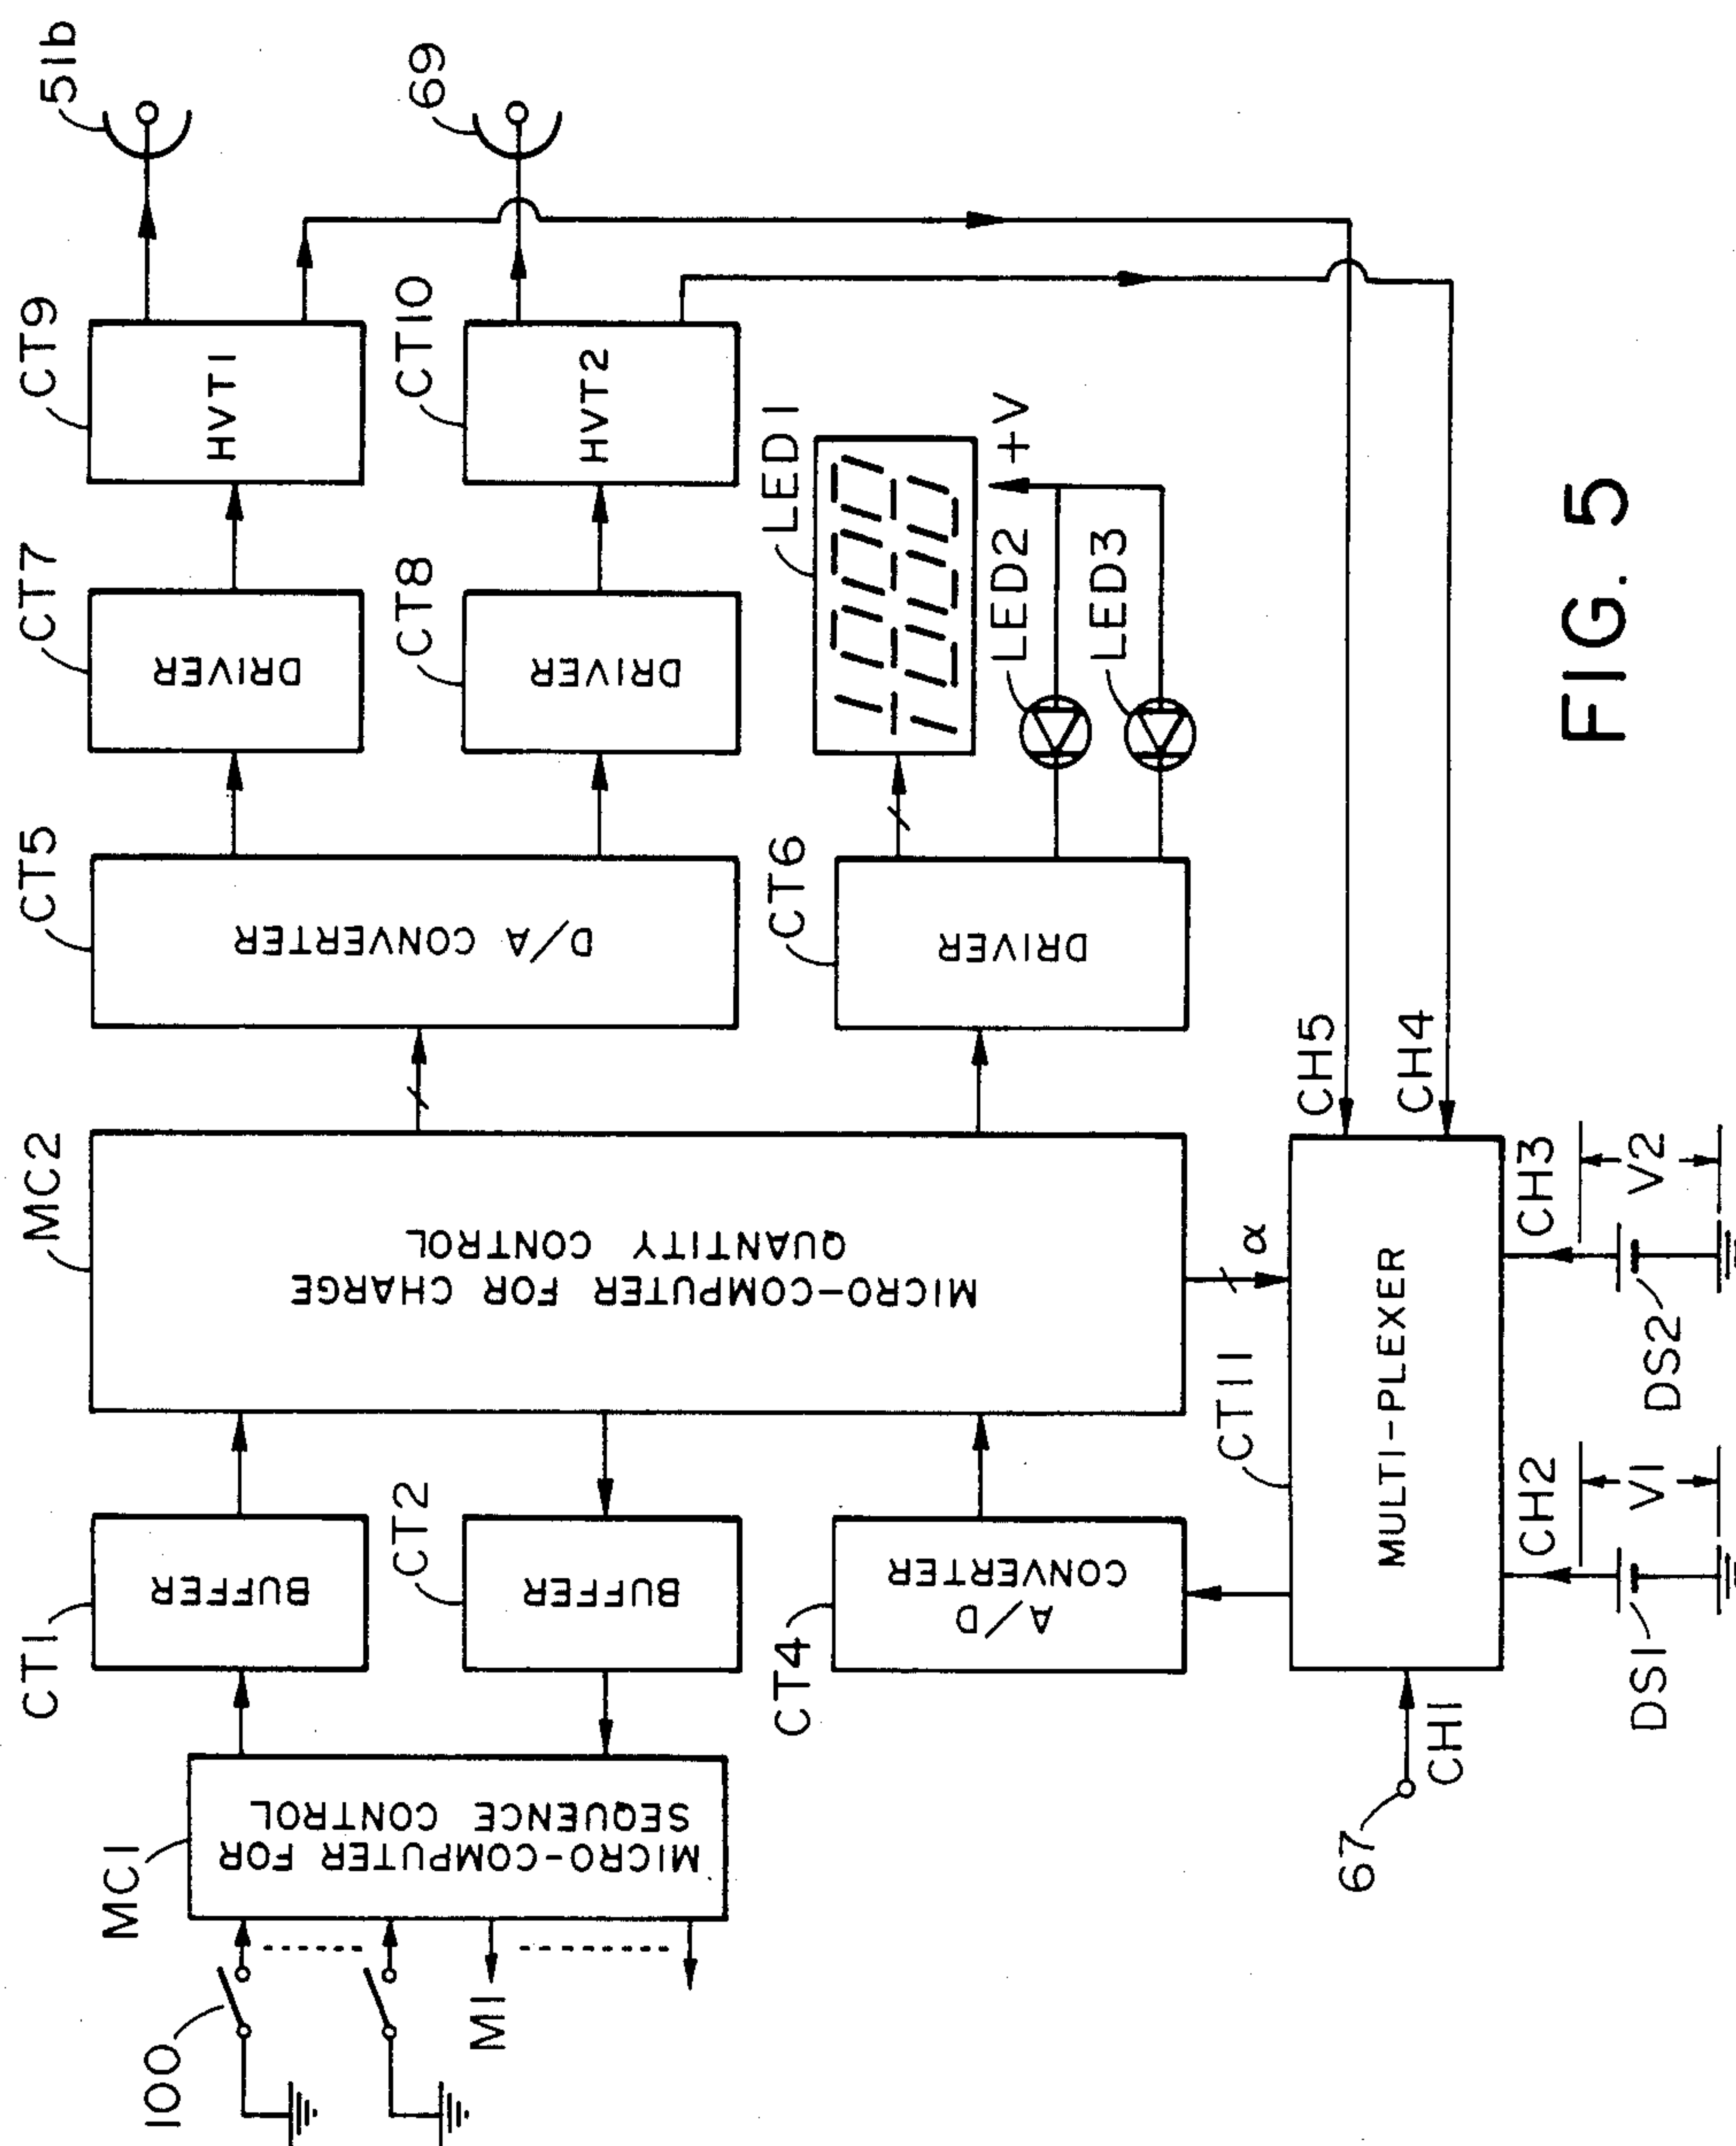 51b
69
CT9
HVT1
CT10
HVT2
CT7
DRIVER
CT8
DRIVER
LED1
+V
LED2
LED3
CT5
D/A CONVERTER
CT6
DRIVER
MC2
MICRO-COMPUTER FOR CHARGE
QUANTITY CONTROL
α
CH5
CH4
CT1
BUFFER
CT2
BUFFER
CT4
A/D
CONVERTER
CT11
MULTI-PLEXER
CH3
V2
DS2
CH2
V1
DS1
CH1
67
MC1
MICRO-COMPUTER FOR
SEQUENCE CONTROL
100
M1
FIG. 5